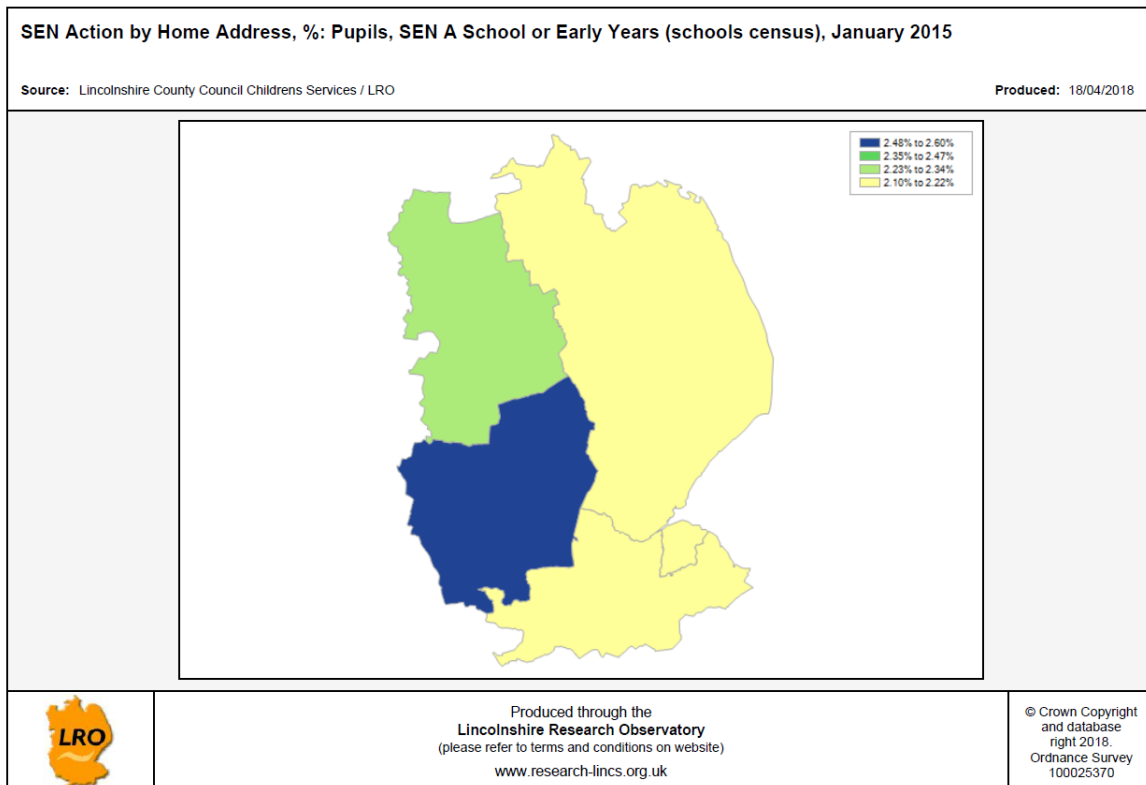 SEN Action by Home Address, %: Pupils, SEN A School or Early Years (schools census), January 2015
Source: Lincolnshire County Council Childrens Services / LRO
Produced: 18/04/2018
2.48% to 2.60%
2.35% to 2.47%
2.23% to 2.34%
2.10% to 2.22%
LRO
Produced through the
Lincolnshire Research Observatory
(please refer to terms and conditions on website)
www.research-lincs.org.uk
© Crown Copyright
and database
right 2018.
Ordnance Survey
100025370